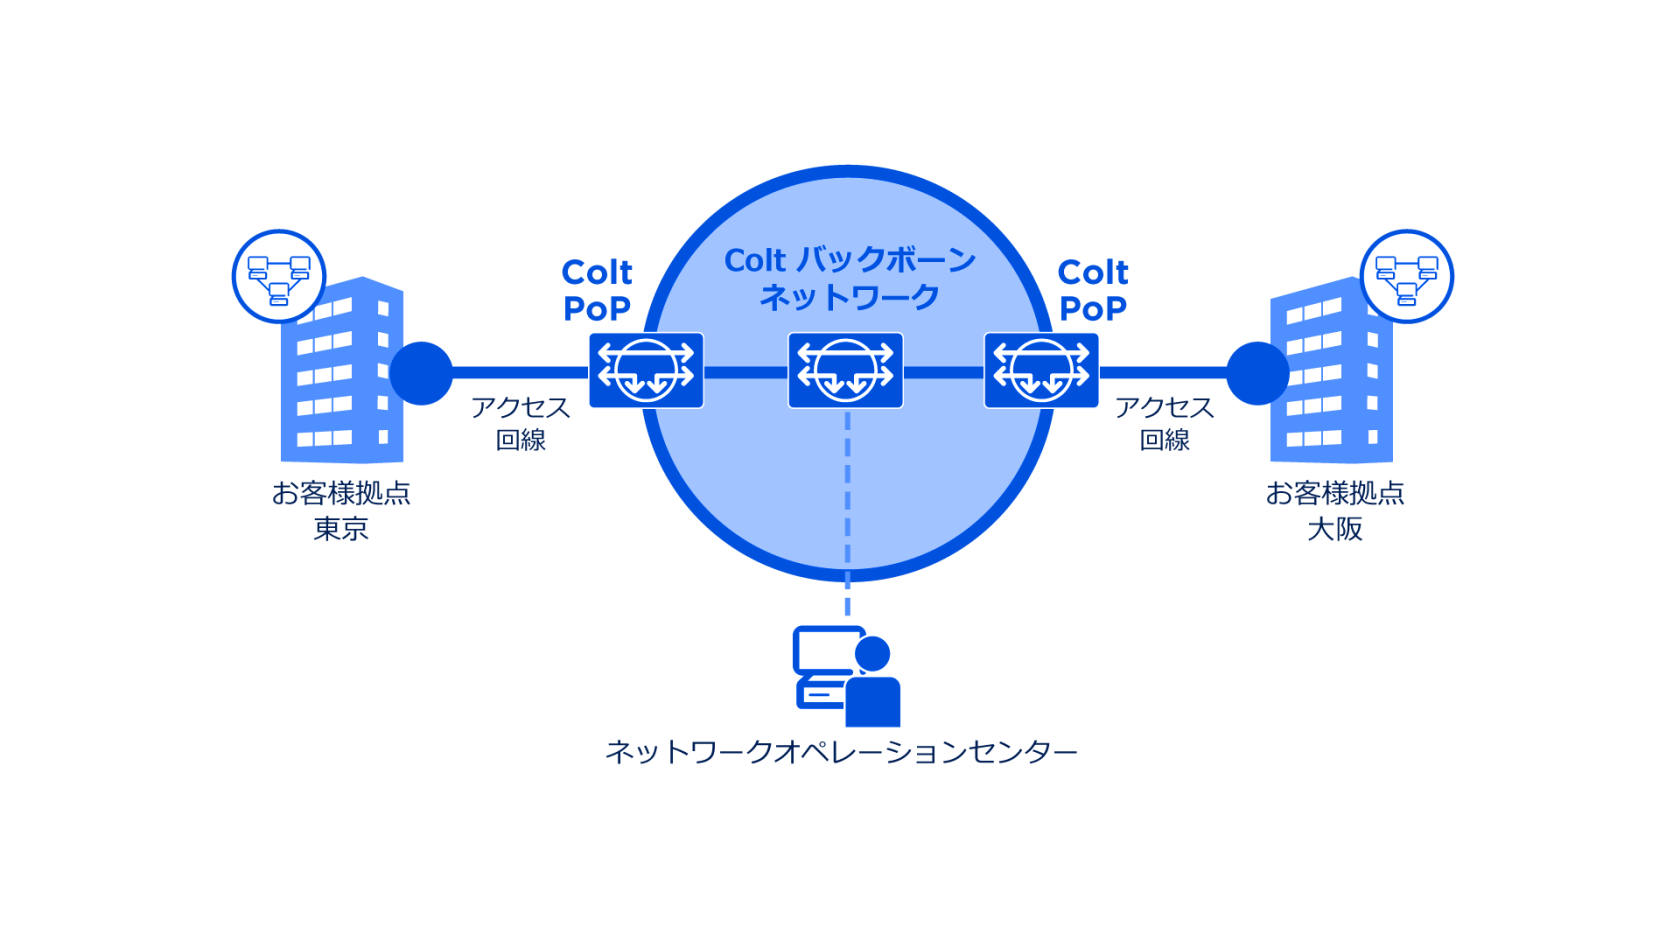 Colt バックボーン
ネットワーク
Colt
PoP
Colt
PoP
アクセス
回線
アクセス
回線
お客様拠点
東京
お客様拠点
大阪
ネットワークオペレーションセンター